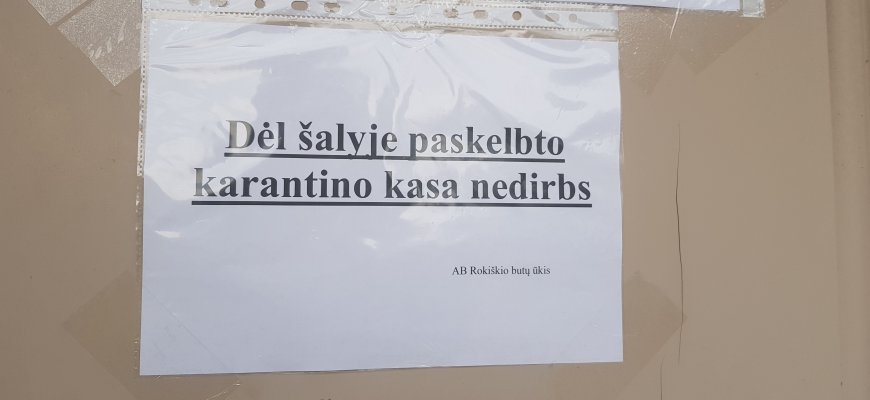 Dėl šalyje paskelbto
karantino kasa nedirbs
AB Rokiškio butų ūkis